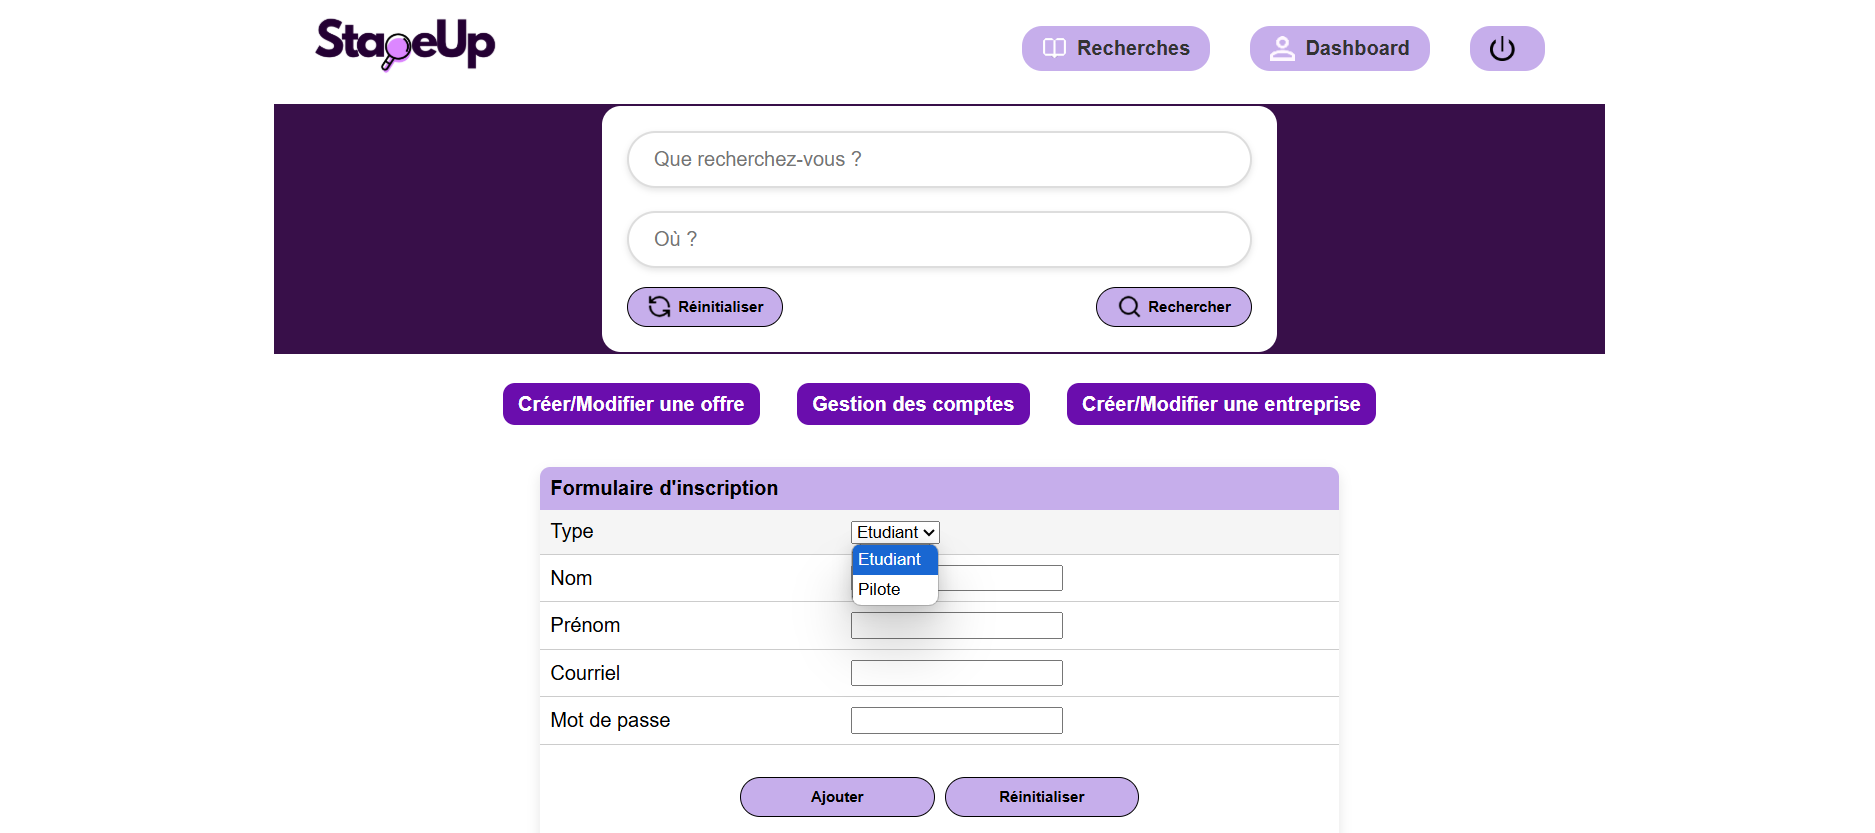 StageUp
Recherches
Dashboard
Que recherchez-vous ?
Où ?
Réinitialiser
Rechercher
Créer/Modifier une offre
Gestion des comptes
Créer/Modifier une entreprise
Formulaire d'inscription
Type
Etudiant
Etudiant
Pilote
Nom
Prénom
Courriel
Mot de passe
Ajouter
Réinitialiser